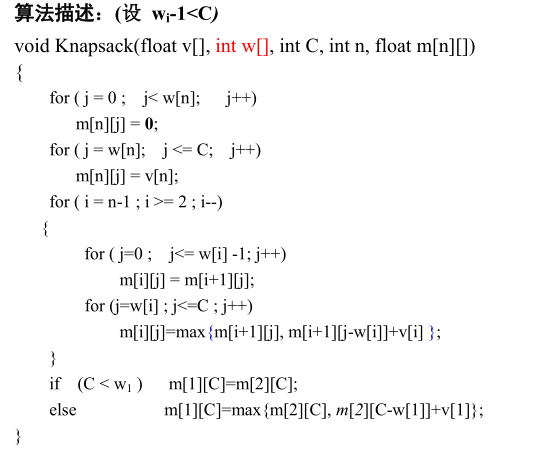 算法描述：(设 wᵢ-1<C)
void Knapsack(float v[], int w[], int C, int n, float m[n][])
{
for ( j = 0 ; j< w[n]; j++)
m[n][j] = 0;
for ( j = w[n]; j <= C; j++)
m[n][j] = v[n];
for ( i = n-1 ; i >= 2 ; i--)
{
for ( j=0 ; j<= w[i] -1; j++)
m[i][j] = m[i+1][j];
for (j=w[i] ; j<=C ; j++)
m[i][j]=max{m[i+1][j], m[i+1][j-w[i]]+v[i] };
}
if (C < w₁ ) m[1][C]=m[2][C];
else m[1][C]=max{m[2][C], m[2][C-w[1]]+v[1]};
}